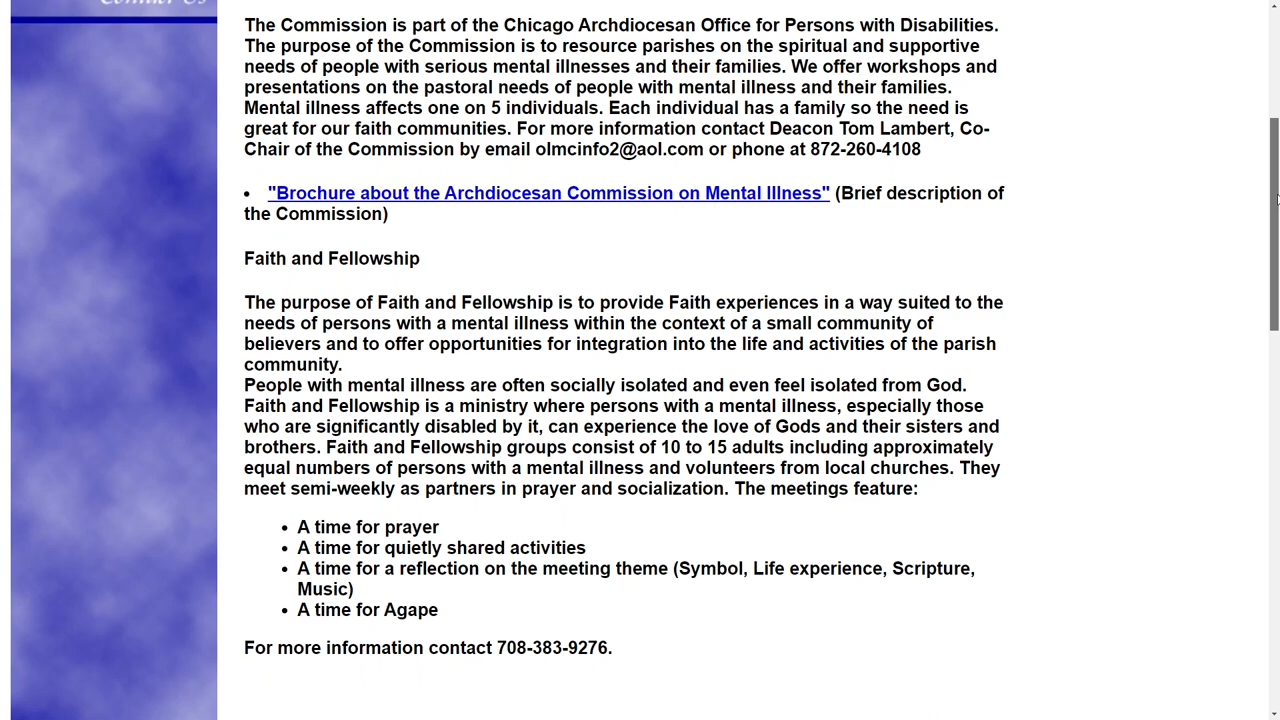 Contact Us
The Commission is part of the Chicago Archdiocesan Office for Persons with Disabilities.
The purpose of the Commission is to resource parishes on the spiritual and supportive
needs of people with serious mental illnesses and their families. We offer workshops and
presentations on the pastoral needs of people with mental illness and their families.
Mental illness affects one on 5 individuals. Each individual has a family so the need is
great for our faith communities. For more information contact Deacon Tom Lambert, Co-
Chair of the Commission by email olmcinfo2@aol.com or phone at 872-260-4108
• "Brochure about the Archdiocesan Commission on Mental Illness" (Brief description of
the Commission)
Faith and Fellowship
The purpose of Faith and Fellowship is to provide Faith experiences in a way suited to the
needs of persons with a mental illness within the context of a small community of
believers and to offer opportunities for integration into the life and activities of the parish
community.
People with mental illness are often socially isolated and even feel isolated from God.
Faith and Fellowship is a ministry where persons with a mental illness, especially those
who are significantly disabled by it, can experience the love of Gods and their sisters and
brothers. Faith and Fellowship groups consist of 10 to 15 adults including approximately
equal numbers of persons with a mental illness and volunteers from local churches. They
meet semi-weekly as partners in prayer and socialization. The meetings feature:
• A time for prayer
• A time for quietly shared activities
• A time for a reflection on the meeting theme (Symbol, Life experience, Scripture,
Music)
• A time for Agape
For more information contact 708-383-9276.